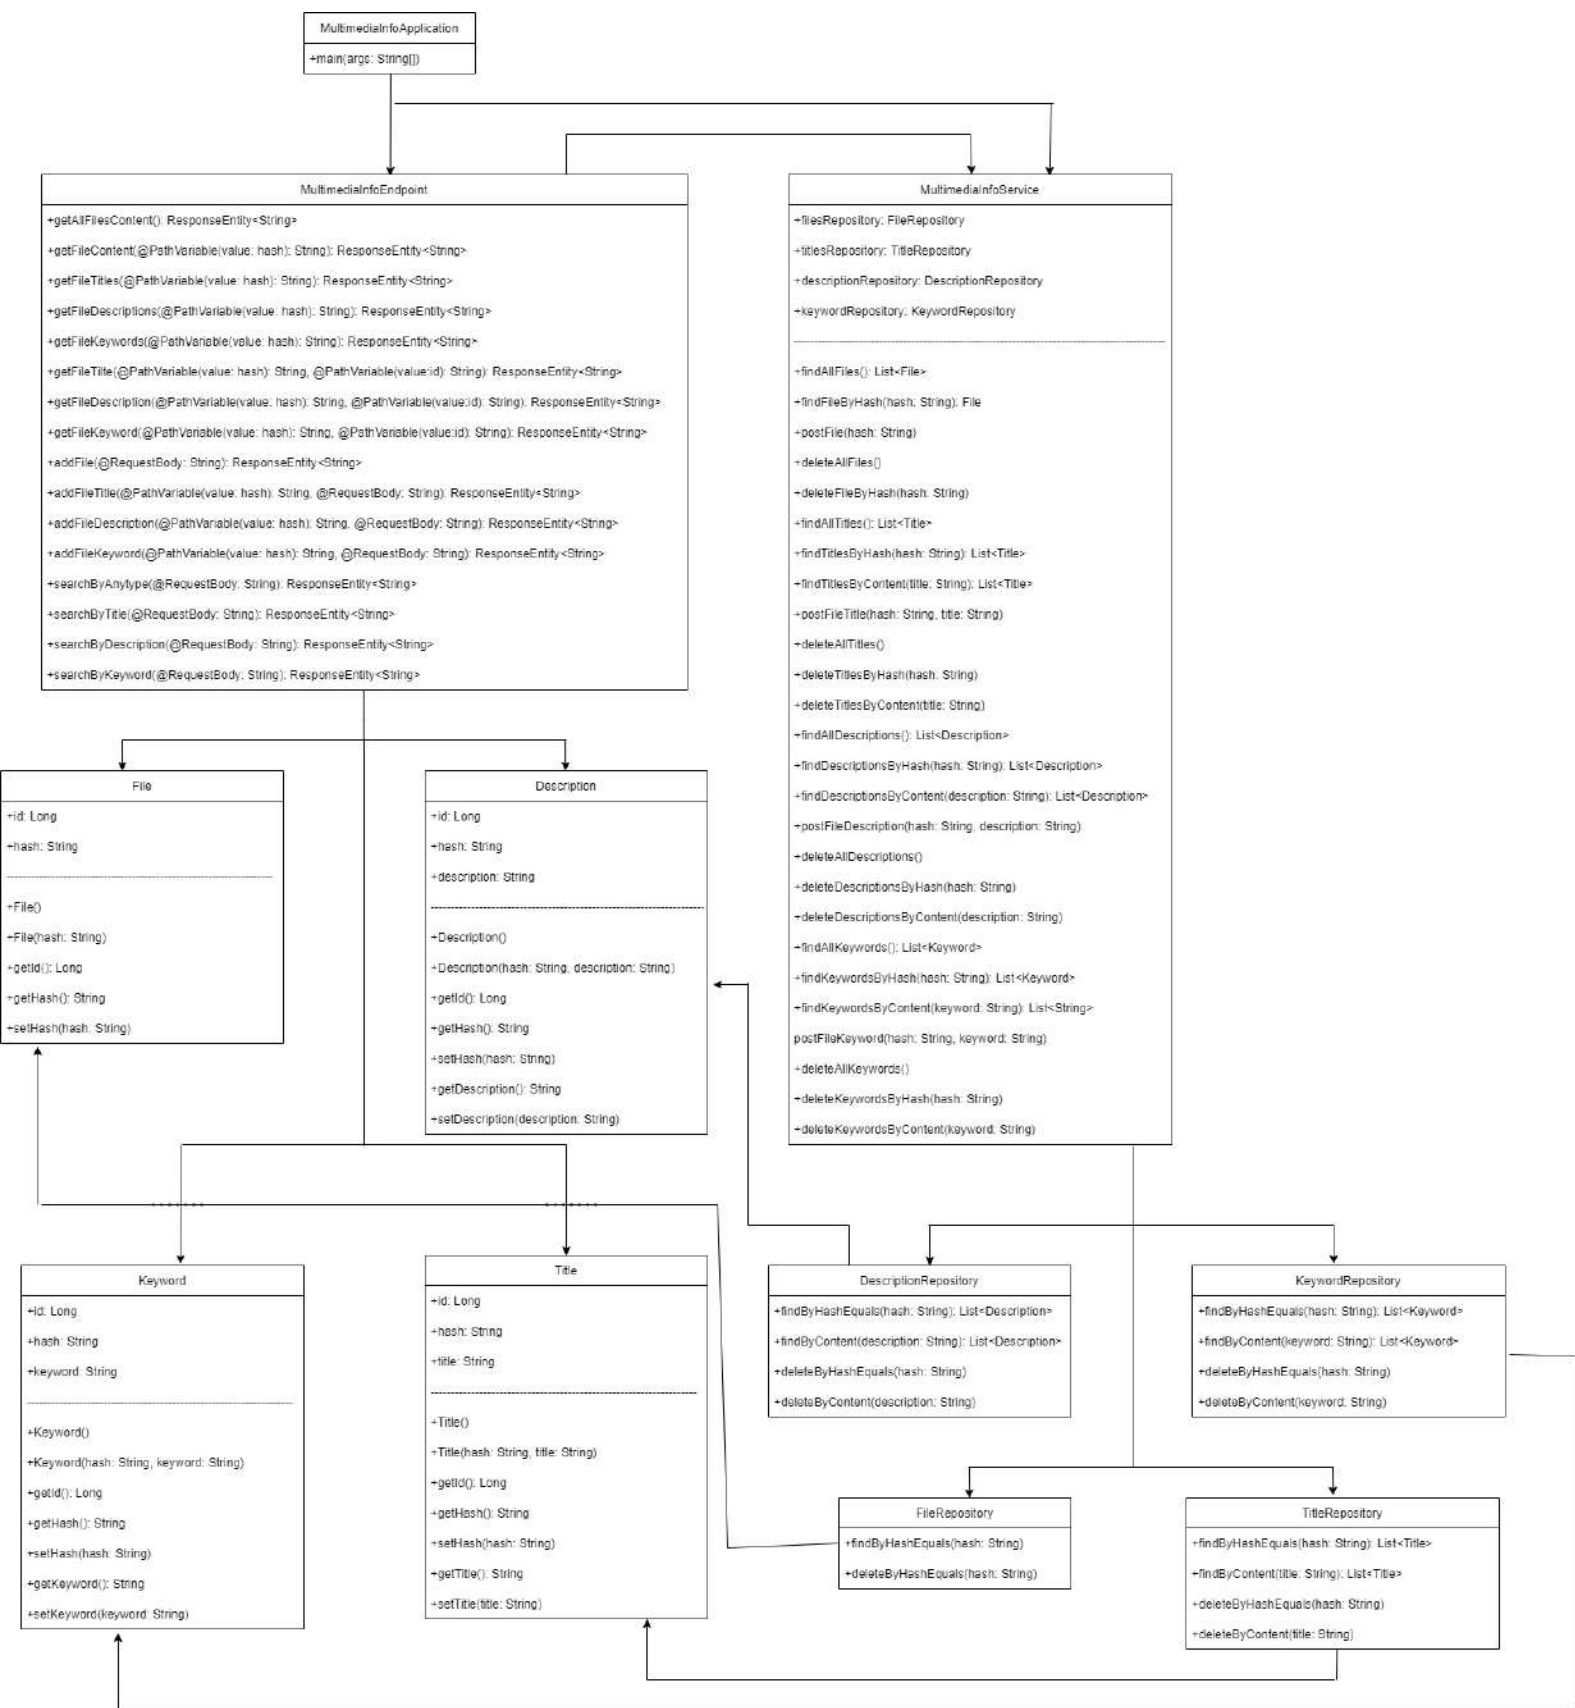 MultimediaInfoApplication
+main(args: String[])
MultimediaInfoEndpoint
+getAllFilesContent(): ResponseEntity<String>
+getFileContent(@PathVariable(value: hash): String): ResponseEntity<String>
+getFileTitles(@PathVariable(value: hash): String): ResponseEntity<String>
+getFileDescriptions(@PathVariable(value: hash): String): ResponseEntity<String>
+getFileKeywords(@PathVariable(value: hash): String): ResponseEntity<String>
+getFileTilte(@PathVariable(value: hash): String, @PathVariable(value:id): String): ResponseEntity<String>
+getFileDescription(@PathVariable(value: hash): String, @PathVariable(value:id): String): ResponseEntity<String>
+getFileKeyword(@PathVariable(value: hash): String, @PathVariable(value:id): String): ResponseEntity<String>
+addFile(@RequestBody: String): ResponseEntity<String>
+addFileTitle(@PathVariable(value: hash): String, @RequestBody: String): ResponseEntity<String>
+addFileDescription(@PathVariable(value: hash): String, @RequestBody: String): ResponseEntity<String>
+addFileKeyword(@PathVariable(value: hash): String, @RequestBody: String): ResponseEntity<String>
+searchByAnytype(@RequestBody: String): ResponseEntity<String>
+searchByTitle(@RequestBody: String): ResponseEntity<String>
+searchByDescription(@RequestBody: String): ResponseEntity<String>
+searchByKeyword(@RequestBody: String): ResponseEntity<String>
MultimediaInfoService
+filesRepository: FileRepository
+titlesRepository: TitleRepository
+descriptionRepository: DescriptionRepository
+keywordRepository: KeywordRepository
+findAllFiles(): List<File>
+findFileByHash(hash: String): File
+postFile(hash: String)
+deleteAllFiles()
+deleteFileByHash(hash: String)
+findAllTitles(): List<Title>
+findTitlesByHash(hash: String): List<Title>
+findTitlesByContent(title: String): List<Title>
+postFileTitle(hash: String, title: String)
+deleteAllTitles()
+deleteTitlesByHash(hash: String)
+deleteTitlesByContent(title: String)
+findAllDescriptions(): List<Description>
+findDescriptionsByHash(hash: String): List<Description>
+findDescriptionsByContent(description: String): List<Description>
+postFileDescription(hash: String, description: String)
+deleteAllDescriptions()
+deleteDescriptionsByHash(hash: String)
+deleteDescriptionsByContent(description: String)
+findAllKeywords(): List<Keyword>
+findKeywordsByHash(hash: String): List<Keyword>
+findKeywordsByContent(keyword: String): List<String>
postFileKeyword(hash: String, keyword: String)
+deleteAllKeywords()
+deleteKeywordsByHash(hash: String)
+deleteKeywordsByContent(keyword: String)
File
+id: Long
+hash: String
+File()
+File(hash: String)
+getId(): Long
+getHash(): String
+setHash(hash: String)
Description
+id: Long
+hash: String
+description: String
+Description()
+Description(hash: String, description: String)
+getId(): Long
+getHash(): String
+setHash(hash: String)
+getDescription(): String
+setDescription(description: String)
Keyword
+id: Long
+hash: String
+keyword: String
+Keyword()
+Keyword(hash: String, keyword: String)
+getId(): Long
+getHash(): String
+setHash(hash: String)
+getKeyword(): String
+setKeyword(keyword: String)
Title
+id: Long
+hash: String
+title: String
+Title()
+Title(hash: String, title: String)
+getId(): Long
+getHash(): String
+setHash(hash: String)
+getTitle(): String
+setTitle(title: String)
DescriptionRepository
+findByHashEquals(hash: String): List<Description>
+findByContent(description: String): List<Description>
+deleteByHashEquals(hash: String)
+deleteByContent(description: String)
KeywordRepository
+findByHashEquals(hash: String): List<Keyword>
+findByContent(keyword: String): List<Keyword>
+deleteByHashEquals(hash: String)
+deleteByContent(keyword: String)
FileRepository
+findByHashEquals(hash: String)
+deleteByHashEquals(hash: String)
TitleRepository
+findByHashEquals(hash: String): List<Title>
+findByContent(title: String): List<Title>
+deleteByHashEquals(hash: String)
+deleteByContent(title: String)